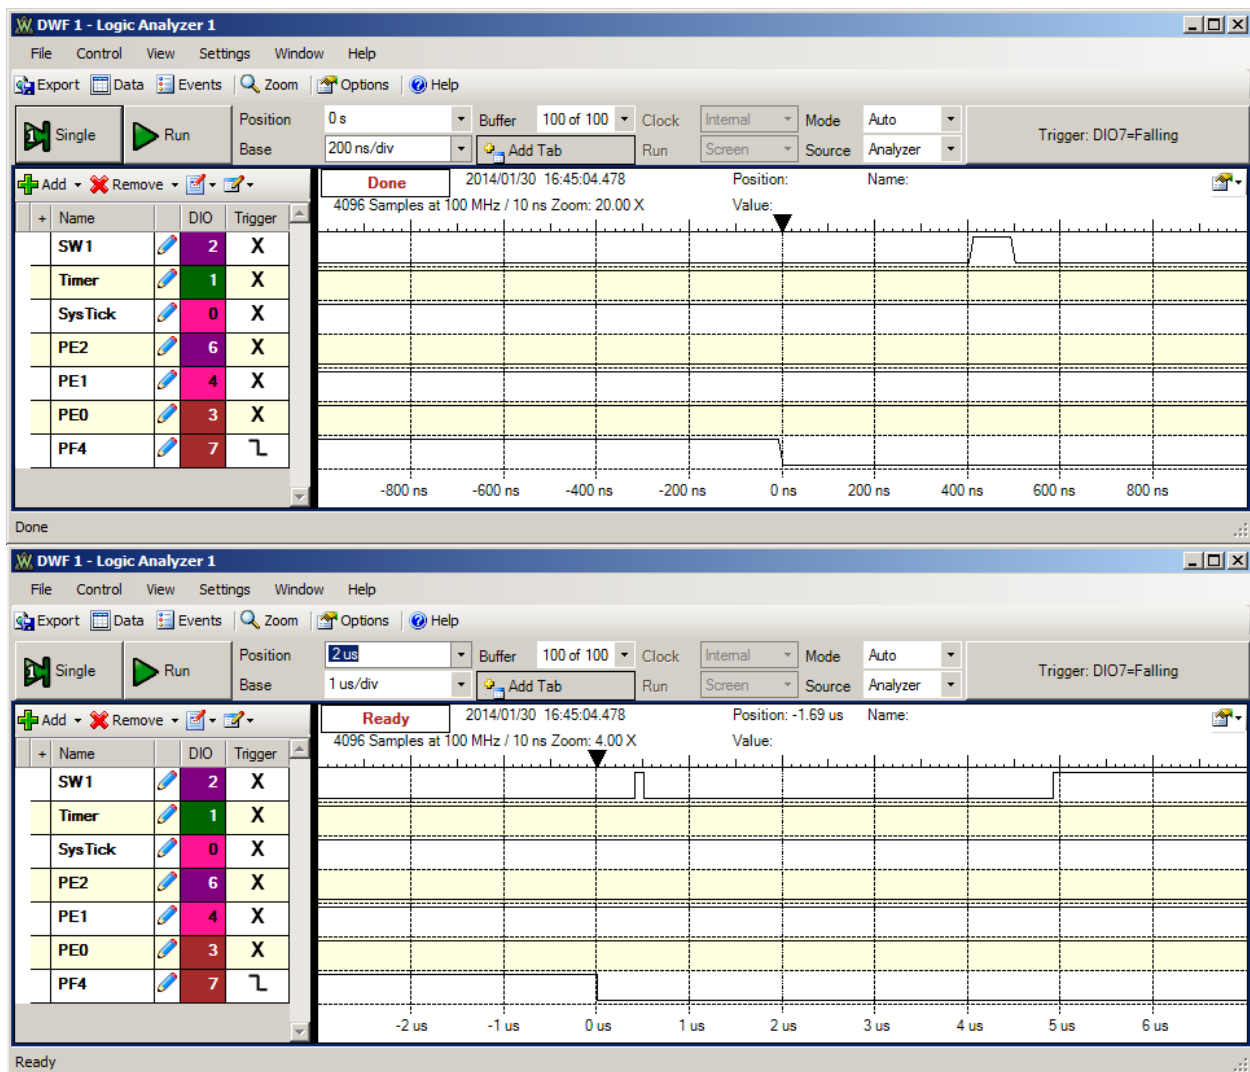 DWF 1 - Logic Analyzer 1
File Control View Settings Window Help
Export Data Events Zoom Options Help
Single Run Position 0 s Buffer 100 of 100 Clock Internal Mode Auto Trigger: DIO7=Falling
Base 200 ns/div Add Tab Run Screen Source Analyzer
Add Remove Done 2014/01/30 16:45:04.478 Position: Name:
4096 Samples at 100 MHz / 10 ns Zoom: 20.00 X Value:
+ Name DIO Trigger
SW1 2 X
Timer 1 X
SysTick 0 X
PE2 6 X
PE1 4 X
PE0 3 X
PF4 7
-800 ns -600 ns -400 ns -200 ns 0 ns 200 ns 400 ns 600 ns 800 ns
Done
DWF 1 - Logic Analyzer 1
File Control View Settings Window Help
Export Data Events Zoom Options Help
Single Run Position 2 us Buffer 100 of 100 Clock Internal Mode Auto Trigger: DIO7=Falling
Base 1 us/div Add Tab Run Screen Source Analyzer
Add Remove Ready 2014/01/30 16:45:04.478 Position: -1.69 us Name:
4096 Samples at 100 MHz / 10 ns Zoom: 4.00 X Value:
+ Name DIO Trigger
SW1 2 X
Timer 1 X
SysTick 0 X
PE2 6 X
PE1 4 X
PE0 3 X
PF4 7
-2 us -1 us 0 us 1 us 2 us 3 us 4 us 5 us 6 us
Ready